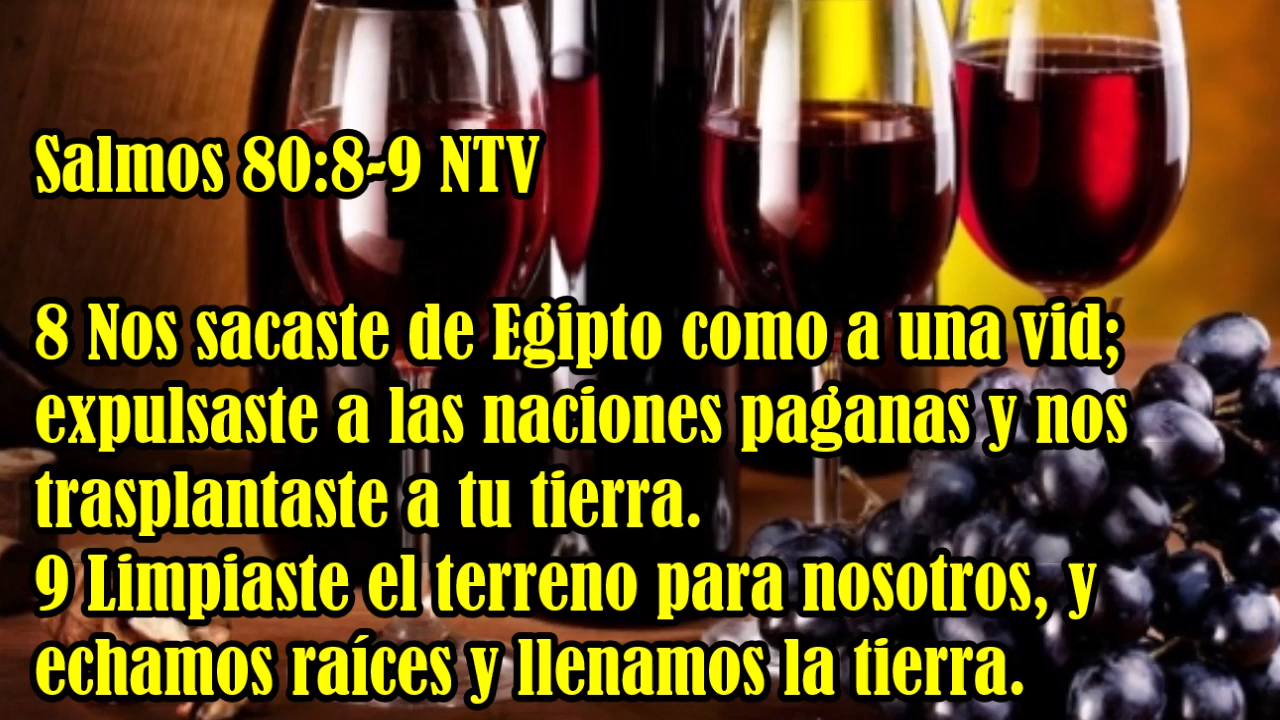 Salmos 80:8-9 NTV
8 Nos sacaste de Egipto como a una vid;
expulsaste a las naciones paganas y nos
trasplantaste a tu tierra.
9 Limpiaste el terreno para nosotros, y
echamos raíces y llenamos la tierra.